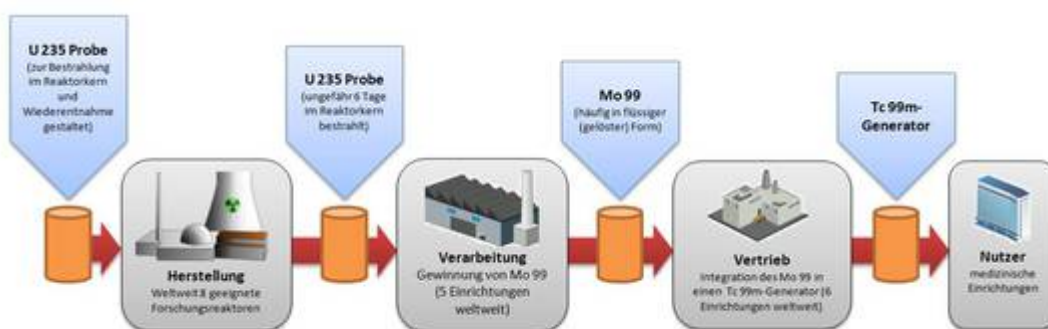 U 235 Probe
(zur Bestrahlung
im Reaktorkern
und
Wiederentnahme
gestaltet)
U 235 Probe
(ungefähr 6 Tage
im Reaktorkern
bestrahlt)
Mo 99
(häufig in flüssiger
(gelöster) Form)
Tc 99m-
Generator
Herstellung
Weltweit 8 geeignete
Forschungsreaktoren
Verarbeitung
Gewinnung von Mo 99
(5 Einrichtungen
weltweit)
Vertrieb
Integration des Mo 99 in
einen Tc 99m-Generator (6
Einrichtungen weltweit)
Nutzer
medizinische
Einrichtungen